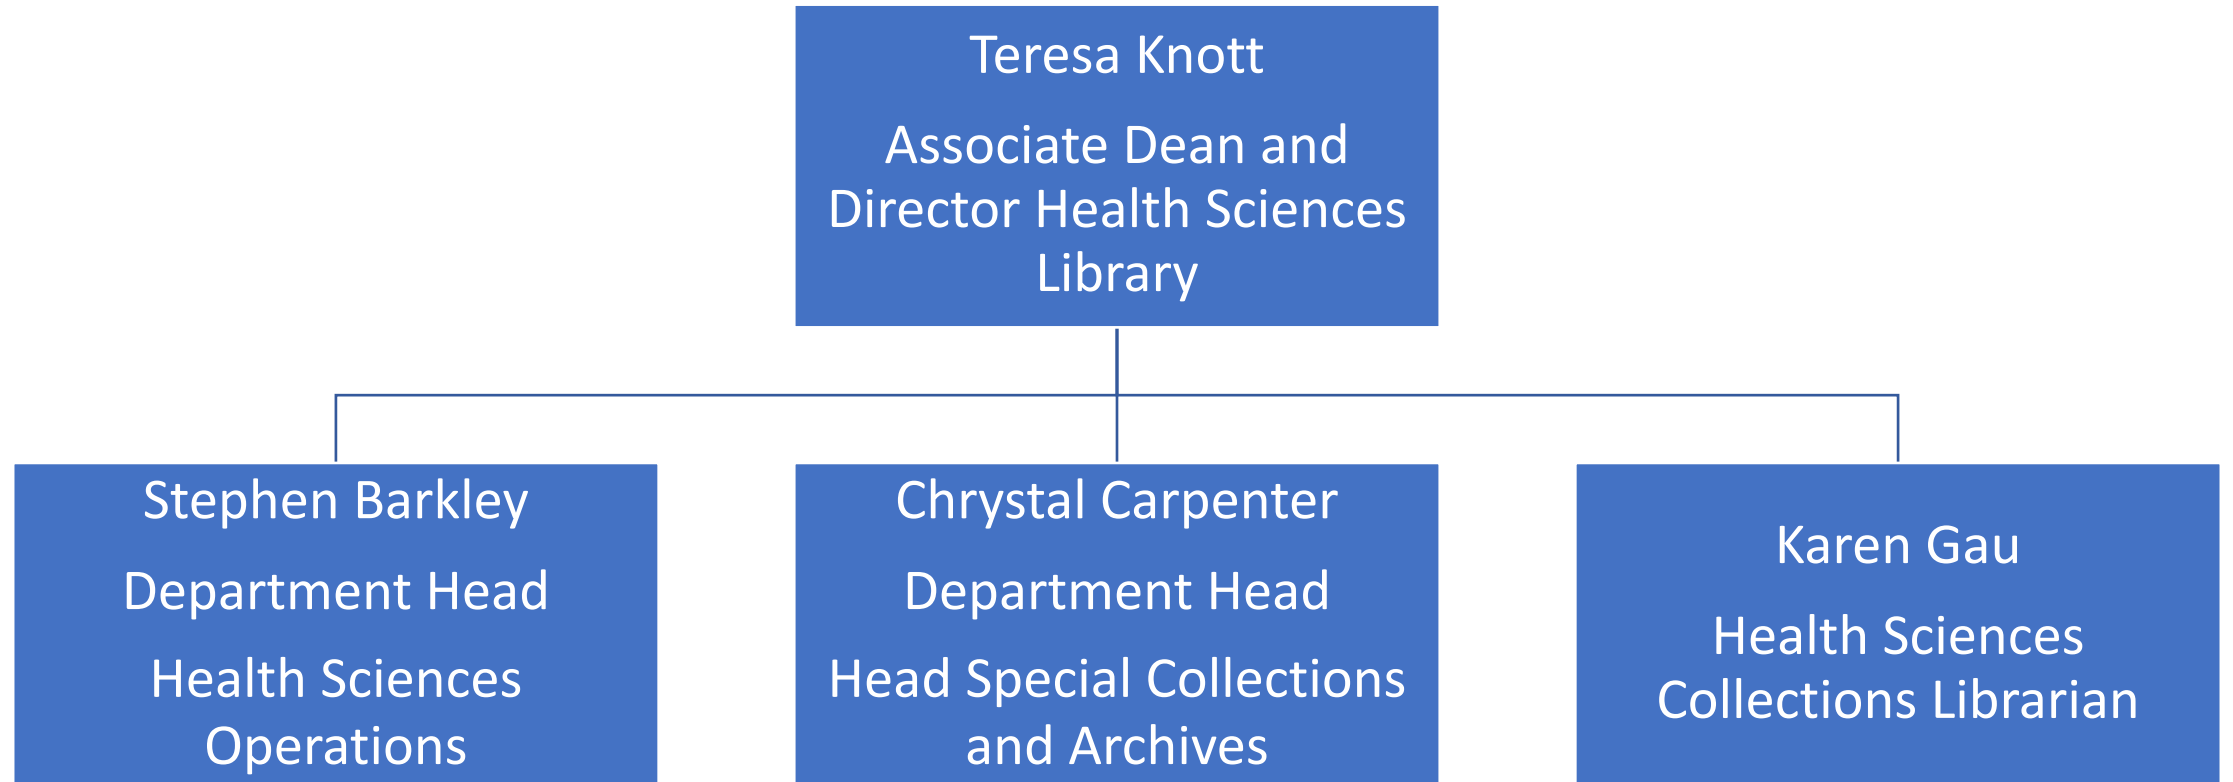 Teresa Knott
Associate Dean and
Director Health Sciences
Library
Stephen Barkley
Department Head
Health Sciences
Operations
Chrystal Carpenter
Department Head
Head Special Collections
and Archives
Karen Gau
Health Sciences
Collections Librarian